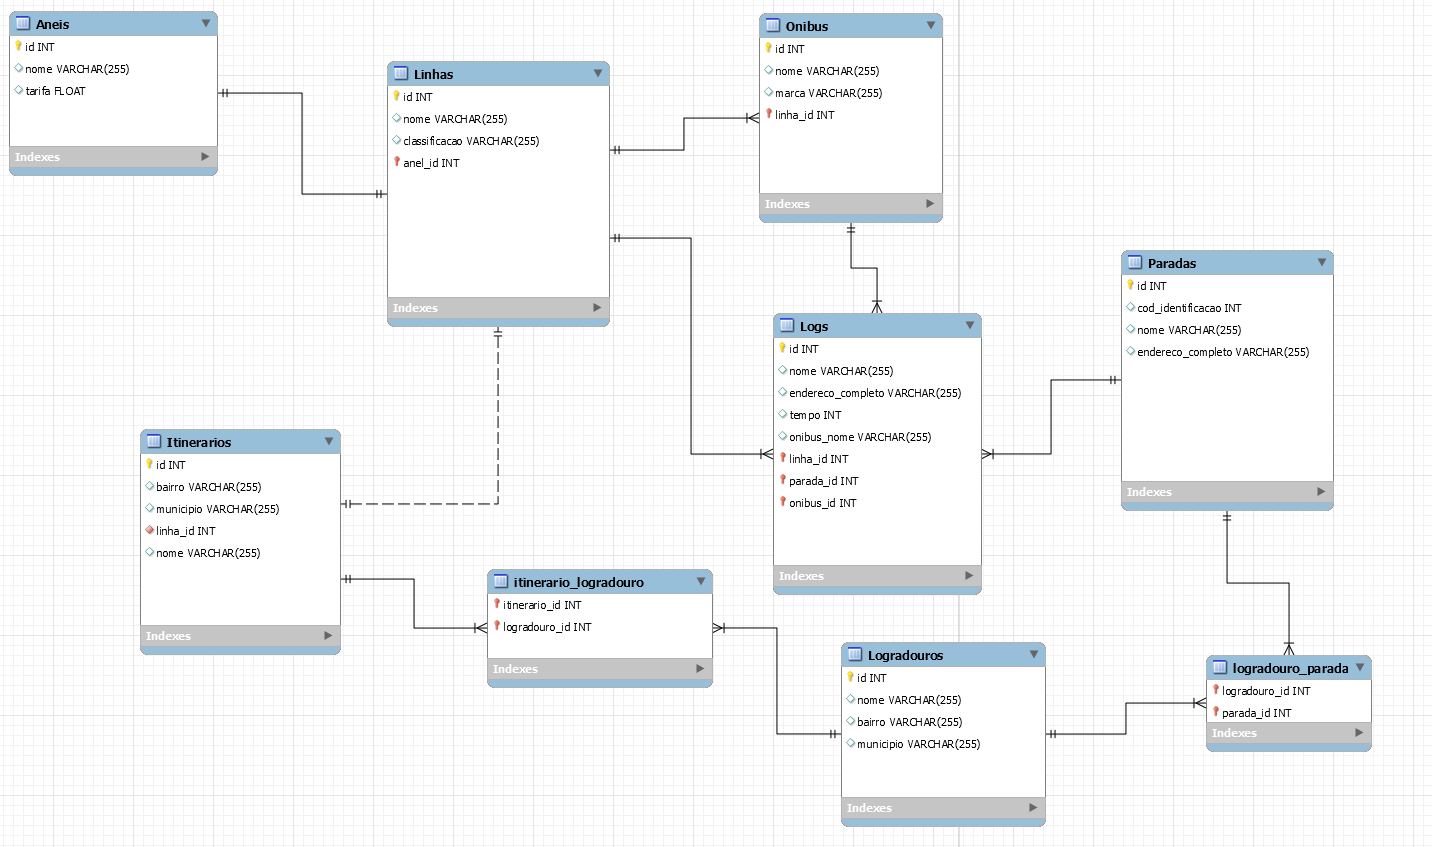 Aneis
id INT
nome VARCHAR(255)
tarifa FLOAT
Indexes
Linhas
id INT
nome VARCHAR(255)
classificacao VARCHAR(255)
anel_id INT
Indexes
Onibus
id INT
nome VARCHAR(255)
marca VARCHAR(255)
linha_id INT
Indexes
Paradas
id INT
cod_identificacao INT
nome VARCHAR(255)
endereco_completo VARCHAR(255)
Indexes
Logs
id INT
nome VARCHAR(255)
endereco_completo VARCHAR(255)
tempo INT
onibus_nome VARCHAR(255)
linha_id INT
parada_id INT
onibus_id INT
Indexes
Itinerarios
id INT
bairro VARCHAR(255)
municipio VARCHAR(255)
linha_id INT
nome VARCHAR(255)
Indexes
itinerario_logradouro
itinerario_id INT
logradouro_id INT
Indexes
Logradouros
id INT
nome VARCHAR(255)
bairro VARCHAR(255)
municipio VARCHAR(255)
Indexes
logradouro_parada
logradouro_id INT
parada_id INT
Indexes